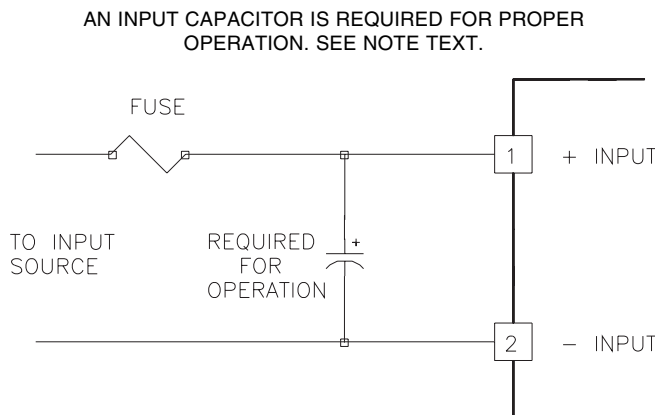 AN INPUT CAPACITOR IS REQUIRED FOR PROPER
OPERATION. SEE NOTE TEXT.
FUSE
1
+ INPUT
TO INPUT
SOURCE
REQUIRED
FOR
OPERATION
+
2
− INPUT